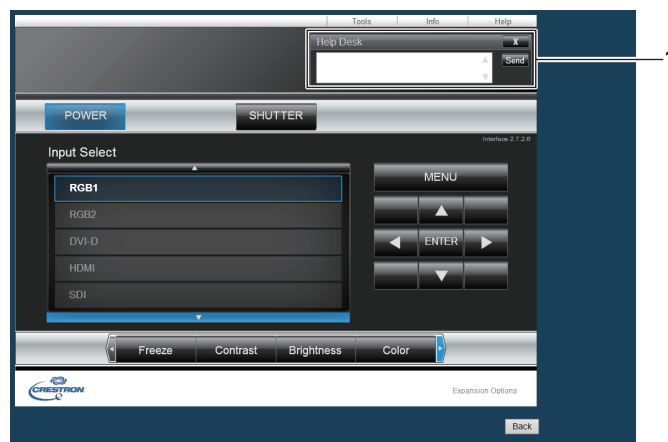 Tools Info Help
Help Desk X
Send
POWER SHUTTER
Interface 2.7.2.6
Input Select
MENU
RGB1
RGB2
DVI-D
ENTER
HDMI
SDI
Freeze Contrast Brightness Color
CRESTRON
Expansion Options
Back